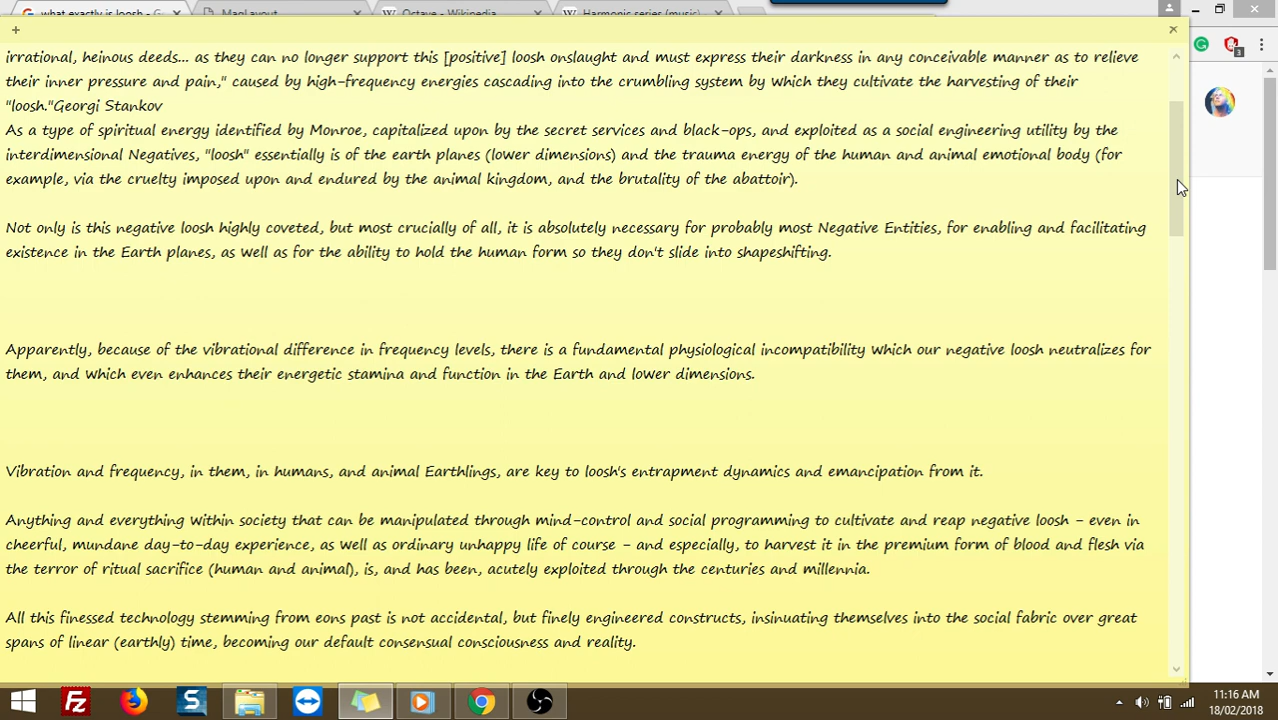 what exactly is loosh - G
MagLayout
Octave - Wikipedia
Harmonic series (music)
irrational, heinous deeds... as they can no longer support this [positive] loosh onslaught and must express their darkness in any conceivable manner as to relieve
their inner pressure and pain," caused by high-frequency energies cascading into the crumbling system by which they cultivate the harvesting of their
"loosh."Georgi Stankov
As a type of spiritual energy identified by Monroe, capitalized upon by the secret services and black-ops, and exploited as a social engineering utility by the
interdimensional Negatives, "loosh" essentially is of the earth planes (lower dimensions) and the trauma energy of the human and animal emotional body (for
example, via the cruelty imposed upon and endured by the animal kingdom, and the brutality of the abattoir).
Not only is this negative loosh highly coveted, but most crucially of all, it is absolutely necessary for probably most Negative Entities, for enabling and facilitating
existence in the Earth planes, as well as for the ability to hold the human form so they don't slide into shapeshifting.
Apparently, because of the vibrational difference in frequency levels, there is a fundamental physiological incompatibility which our negative loosh neutralizes for
them, and which even enhances their energetic stamina and function in the Earth and lower dimensions.
Vibration and frequency, in them, in humans, and animal Earthlings, are key to loosh's entrapment dynamics and emancipation from it.
Anything and everything within society that can be manipulated through mind-control and social programming to cultivate and reap negative loosh - even in
cheerful, mundane day-to-day experience, as well as ordinary unhappy life of course - and especially, to harvest it in the premium form of blood and flesh via
the terror of ritual sacrifice (human and animal), is, and has been, acutely exploited through the centuries and millennia.
All this finessed technology stemming from eons past is not accidental, but finely engineered constructs, insinuating themselves into the social fabric over great
spans of linear (earthly) time, becoming our default consensual consciousness and reality.
3
11:16 AM
18/02/2018